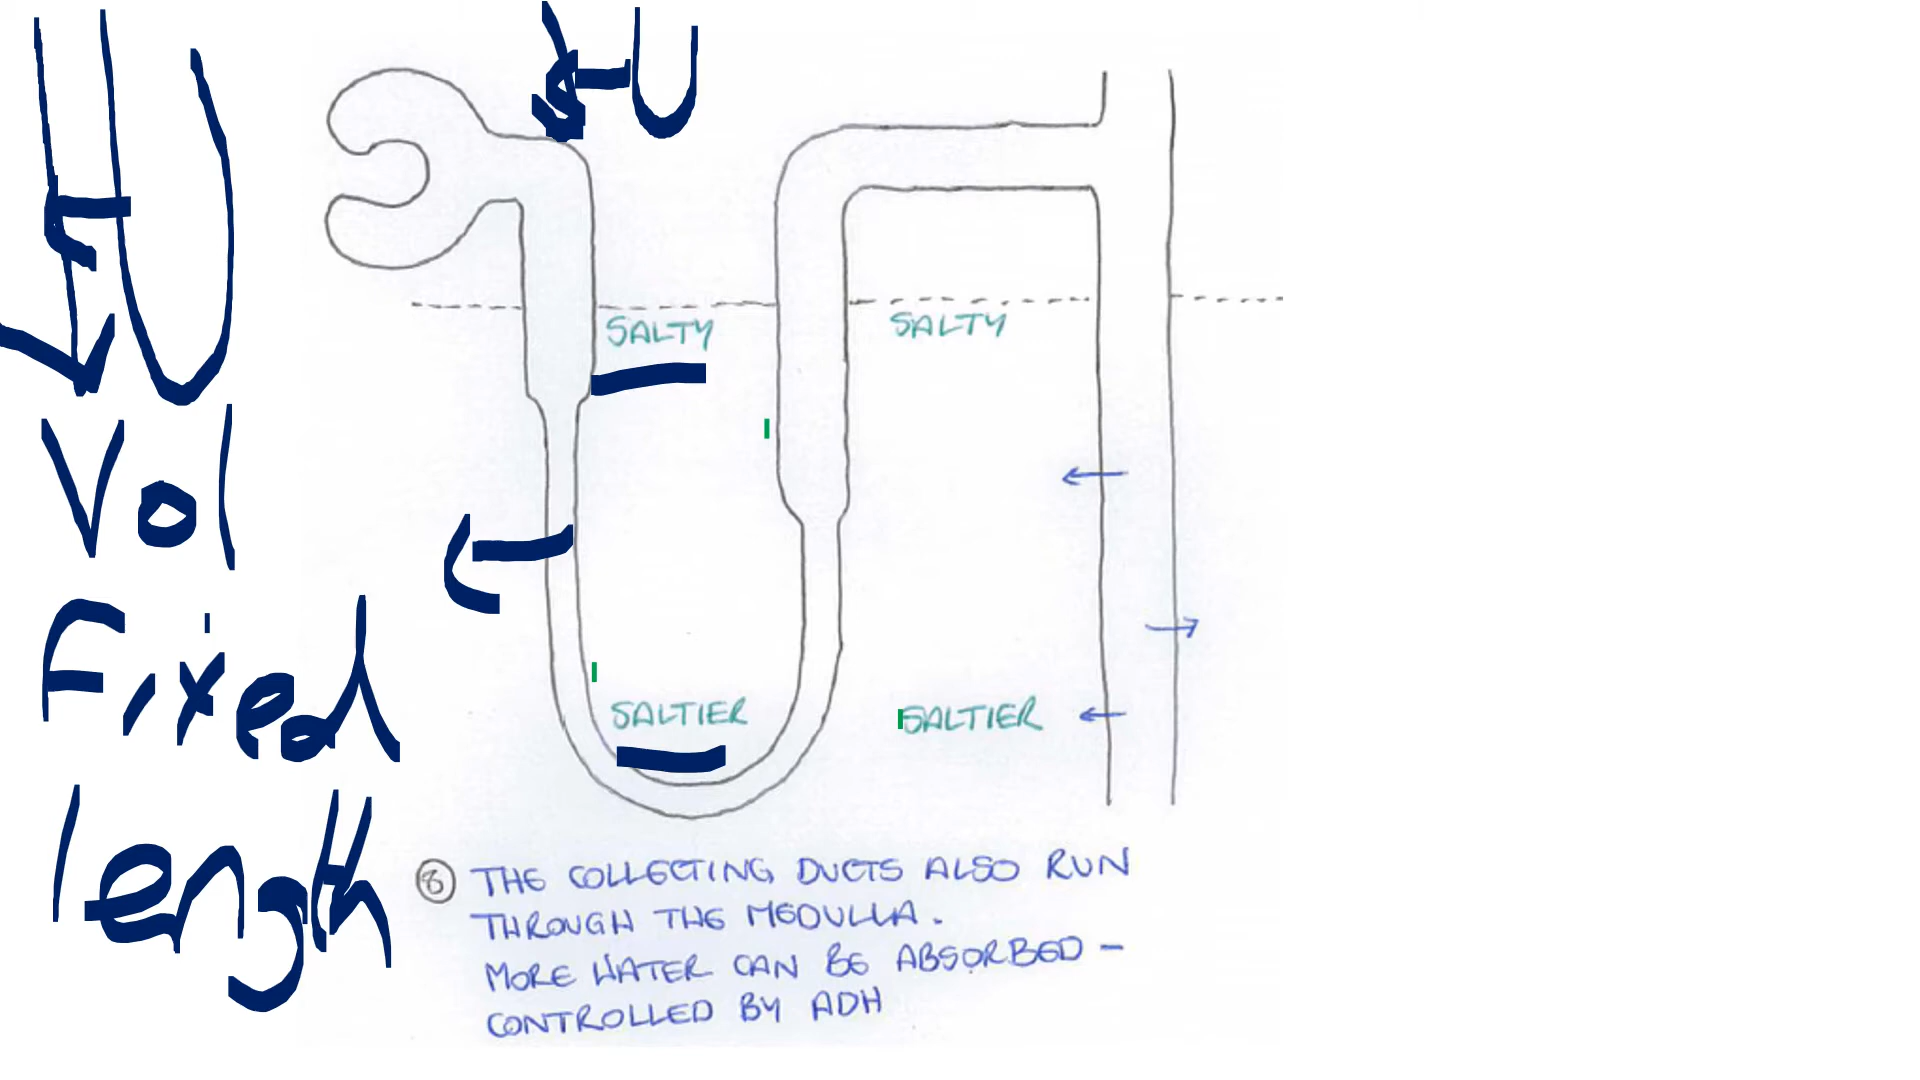 SALTY
SALTY
Vol
Fixed
length
SALTIER
SALTIER
8 THE COLLECTING DUCTS ALSO RUN
THROUGH THE MEDULLA.
MORE WATER CAN BE ABSORBED -
CONTROLLED BY ADH